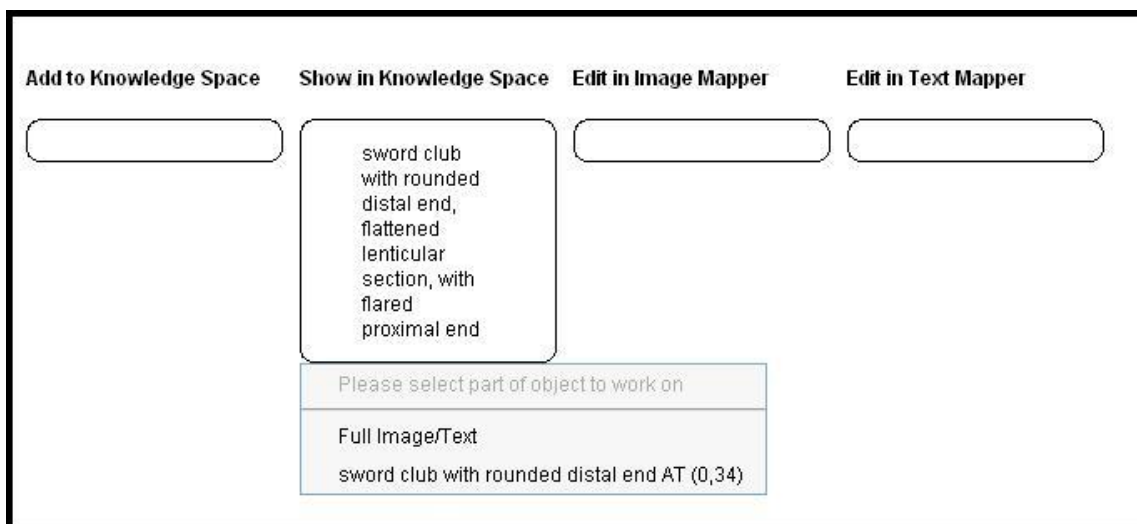 Add to Knowledge Space Show in Knowledge Space Edit in Image Mapper Edit in Text Mapper
sword club
with rounded
distal end,
flattened
lenticular
section, with
flared
proximal end
Please select part of object to work on
Full Image/Text
sword club with rounded distal end AT (0,34)